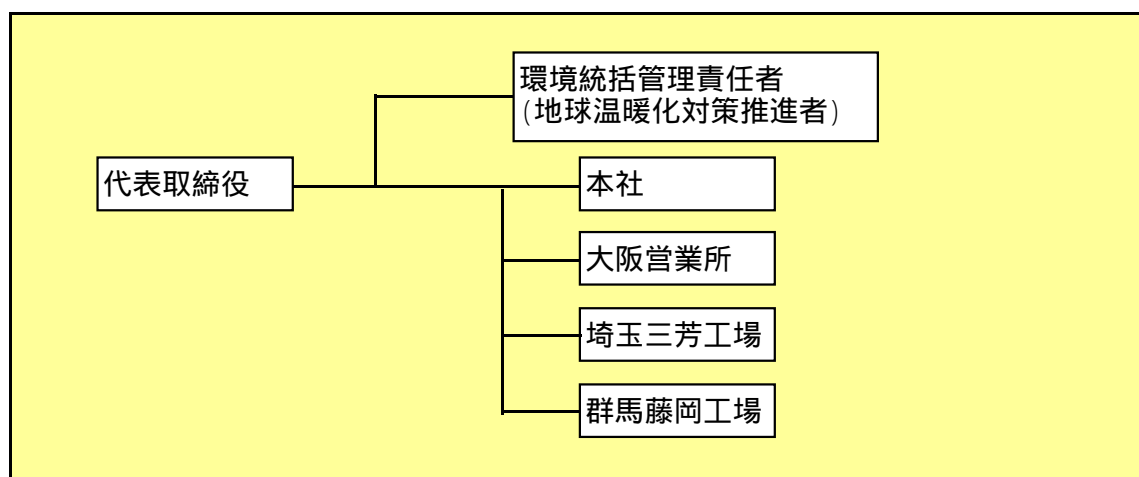 環境統括管理責任者
(地球温暖化対策推進者)
代表取締役
本社
大阪営業所
埼玉三芳工場
群馬藤岡工場